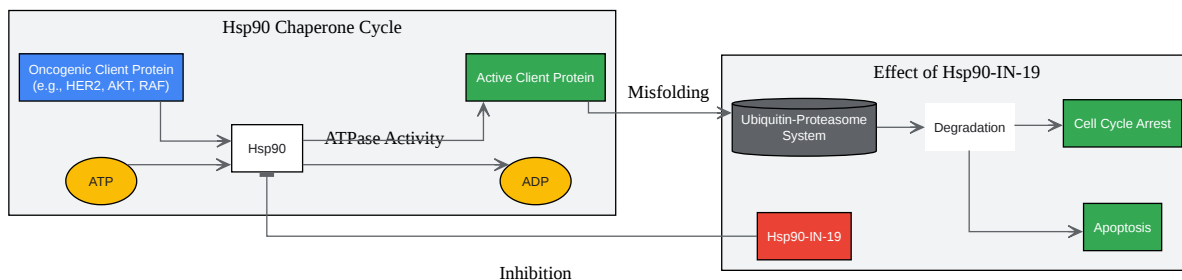 Hsp90 Chaperone Cycle
Oncogenic Client Protein
(e.g., HER2, AKT, RAF)
Active Client Protein
Hsp90
ATPase Activity
ATP
ADP
Misfolding
Effect of Hsp90-IN-19
Ubiquitin-Proteasome
System
Degradation
Cell Cycle Arrest
Hsp90-IN-19
Apoptosis
Inhibition